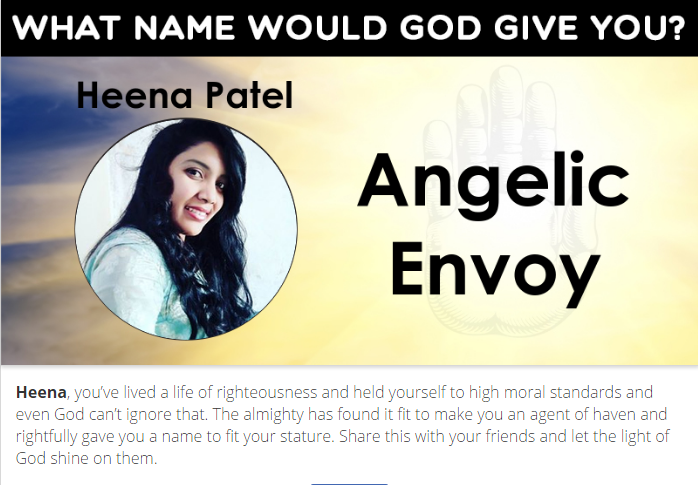 WHAT NAME WOULD GOD GIVE YOU?
Heena Patel
Angelic
Envoy
Heena, you’ve lived a life of righteousness and held yourself to high moral standards and
even God can’t ignore that. The almighty has found it fit to make you an agent of haven and
rightfully gave you a name to fit your stature. Share this with your friends and let the light of
God shine on them.